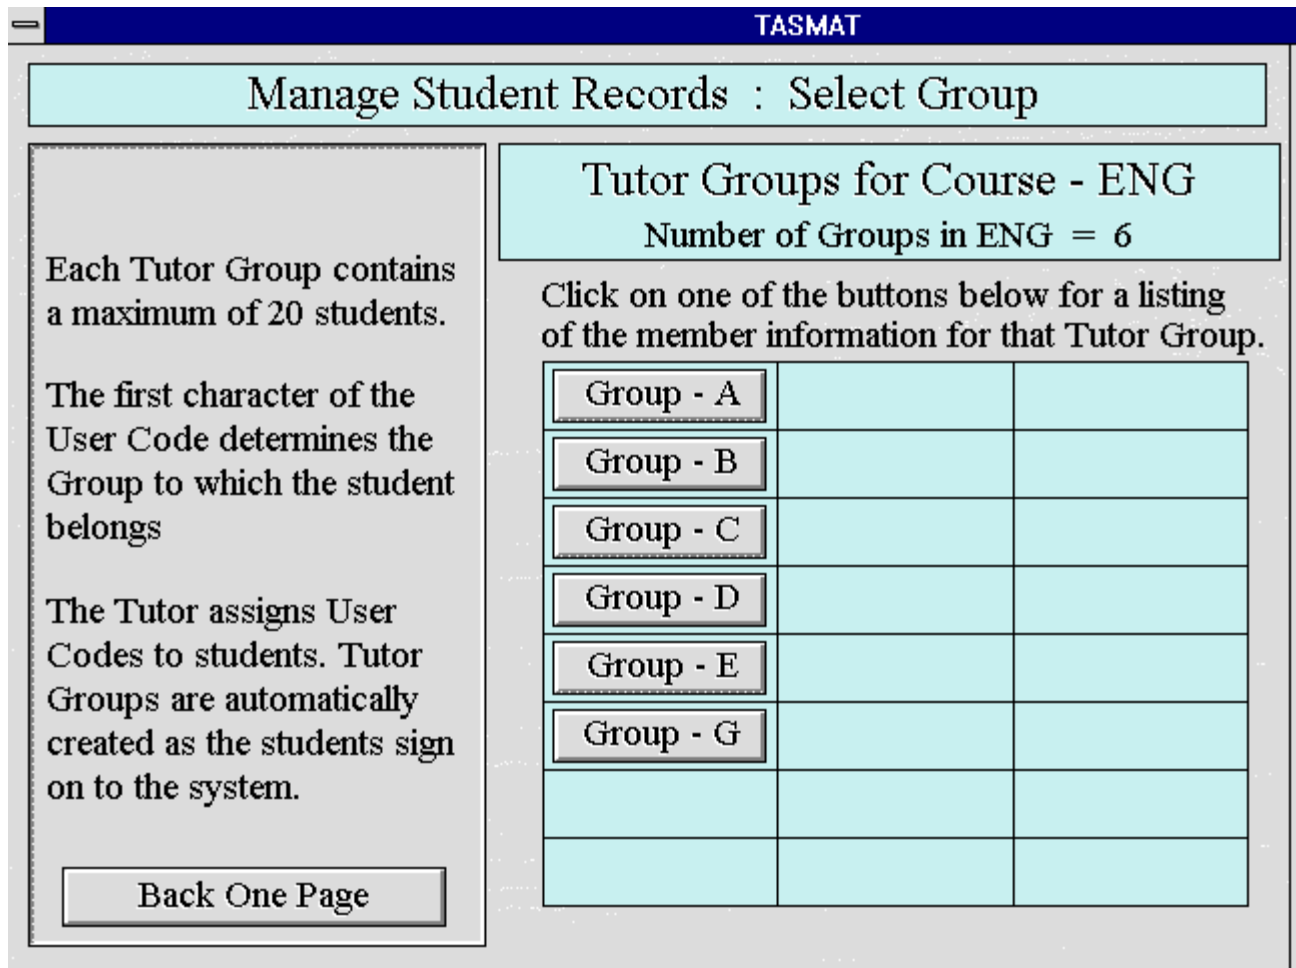 TASMAT
Manage Student Records : Select Group
Each Tutor Group contains
a maximum of 20 students.
The first character of the
User Code determines the
Group to which the student
belongs
The Tutor assigns User
Codes to students. Tutor
Groups are automatically
created as the students sign
on to the system.
Back One Page
Tutor Groups for Course - ENG
Number of Groups in ENG = 6
Click on one of the buttons below for a listing
of the member information for that Tutor Group.
Group - A
Group - B
Group - C
Group - D
Group - E
Group - G